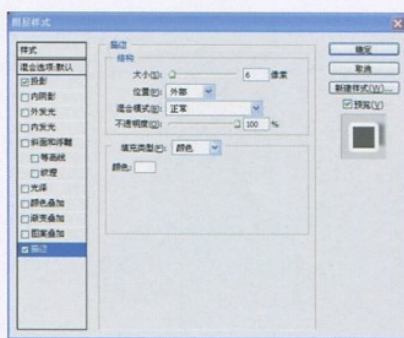 图层样式
样式
混合选项:默认
投影
内阴影
外发光
内发光
斜面和浮雕
等高线
纹理
光泽
颜色叠加
渐变叠加
图案叠加
描边
描边
结构
大小(S): 6 像素
位置(P): 外部
混合模式(B): 正常
不透明度(O): 100 %
填充类型(F): 颜色
颜色:
确定
取消
新建样式(W)...
预览(V)